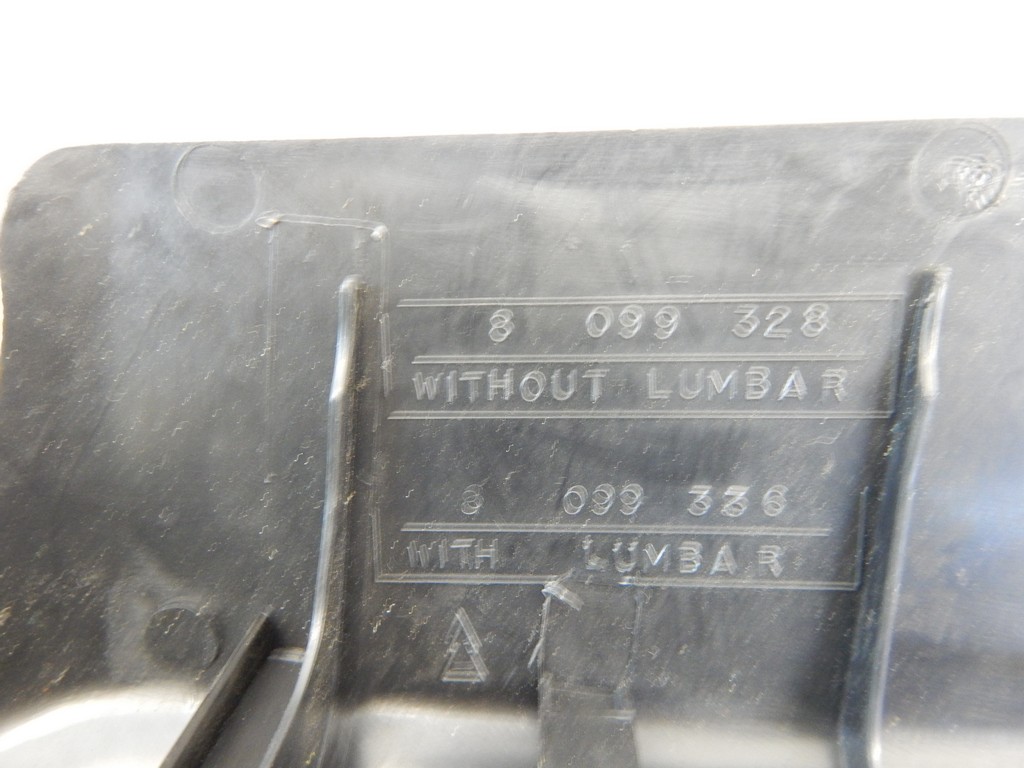 8 099 328
WITHOUT LUMBAR
8 099 336
WITH LUMBAR